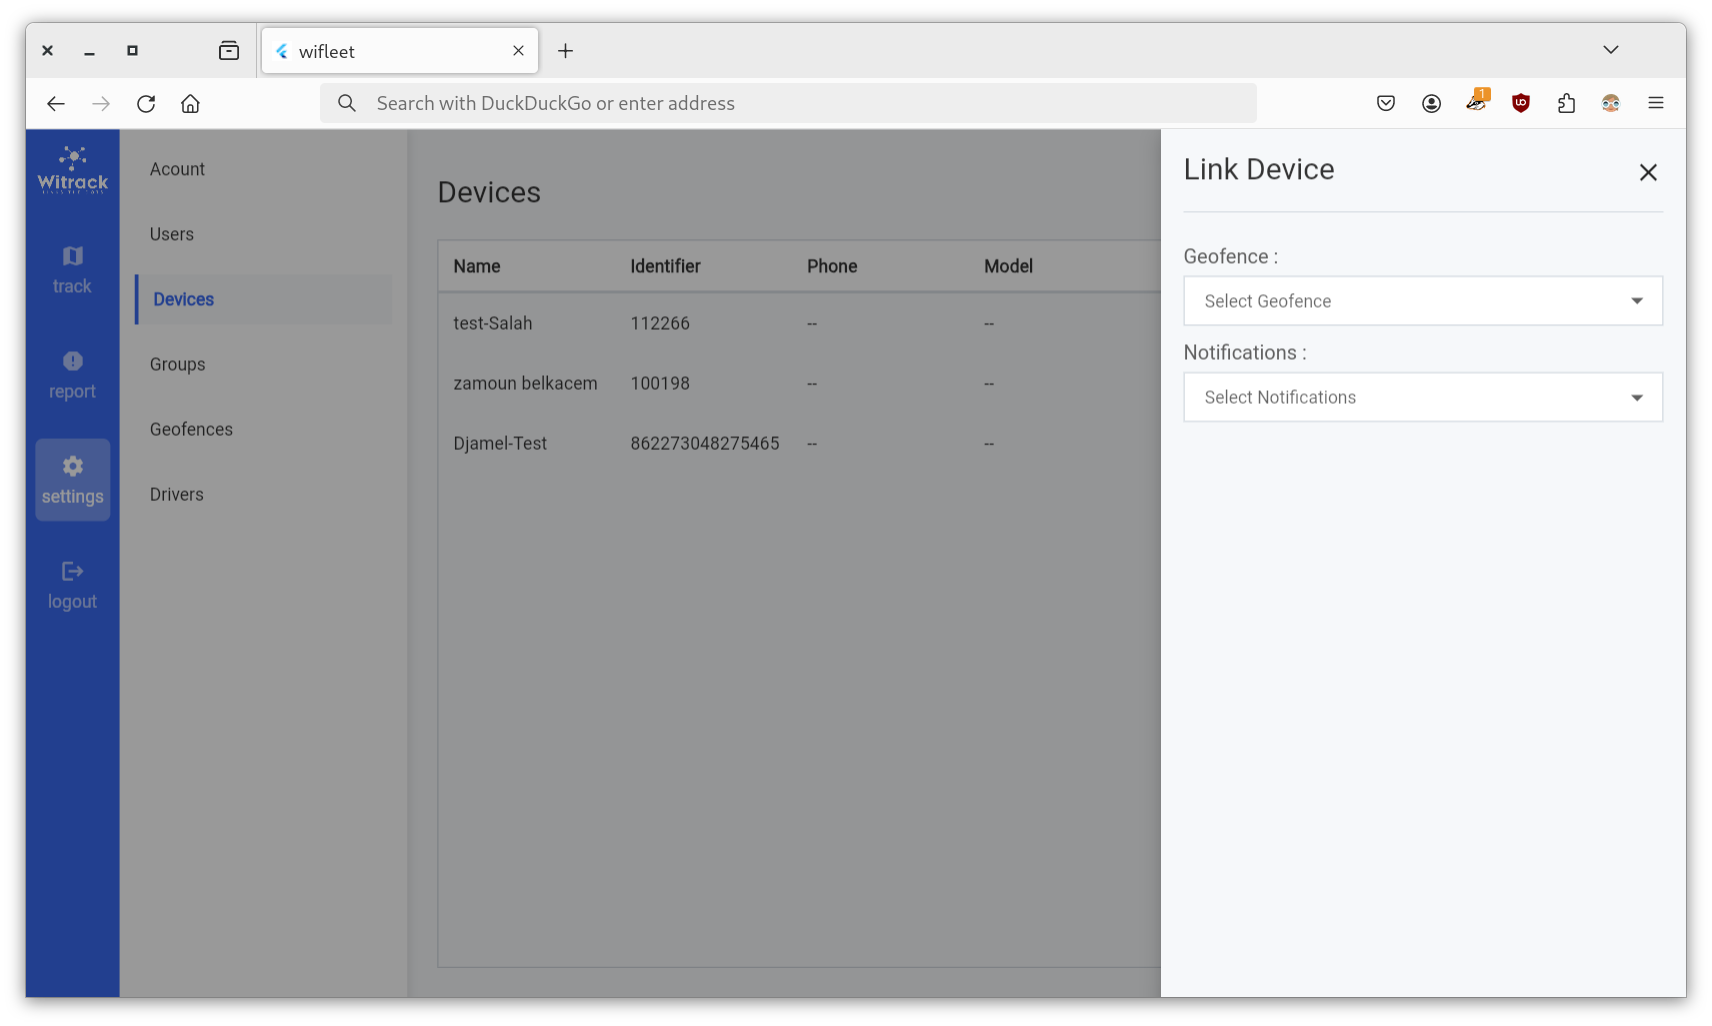 wifleet
Search with DuckDuckGo or enter address
1
Witrack
track
report
settings
logout
Acount
Users
Devices
Groups
Geofences
Drivers
Devices
Name Identifier Phone Model
test-Salah 112266 -- --
zamoun belkacem 100198 -- --
Djamel-Test 862273048275465 -- --
Link Device
Geofence :
Select Geofence
Notifications :
Select Notifications